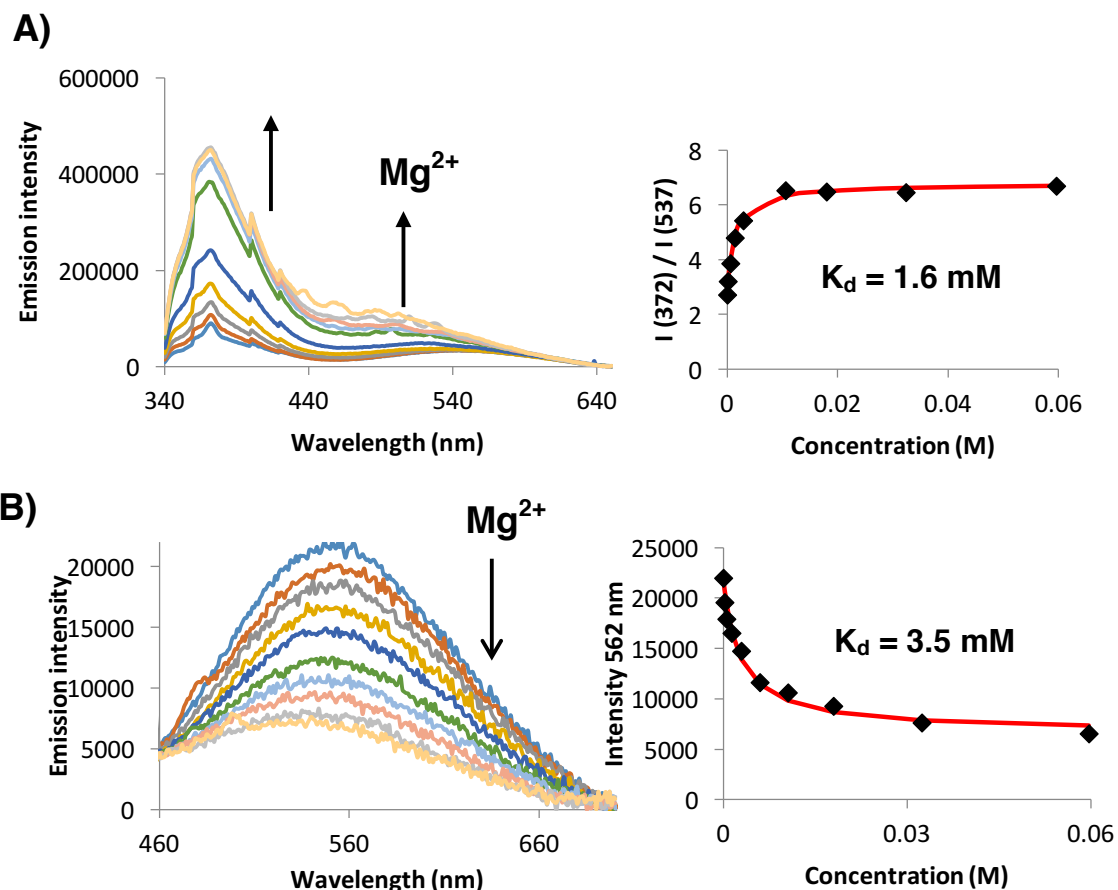 A)
Emission intensity
600000
400000
200000
0
340
440
540
640
Wavelength (nm)
Mg2+
I (372) / I (537)
8
6
4
2
0
0
0.02
0.04
0.06
Concentration (M)
Kd = 1.6 mM
B)
Emission intensity
20000
15000
10000
5000
0
460
560
660
Wavelength (nm)
Mg2+
Intensity 562 nm
25000
20000
15000
10000
5000
0
0
0.03
0.06
Concentration (M)
Kd = 3.5 mM